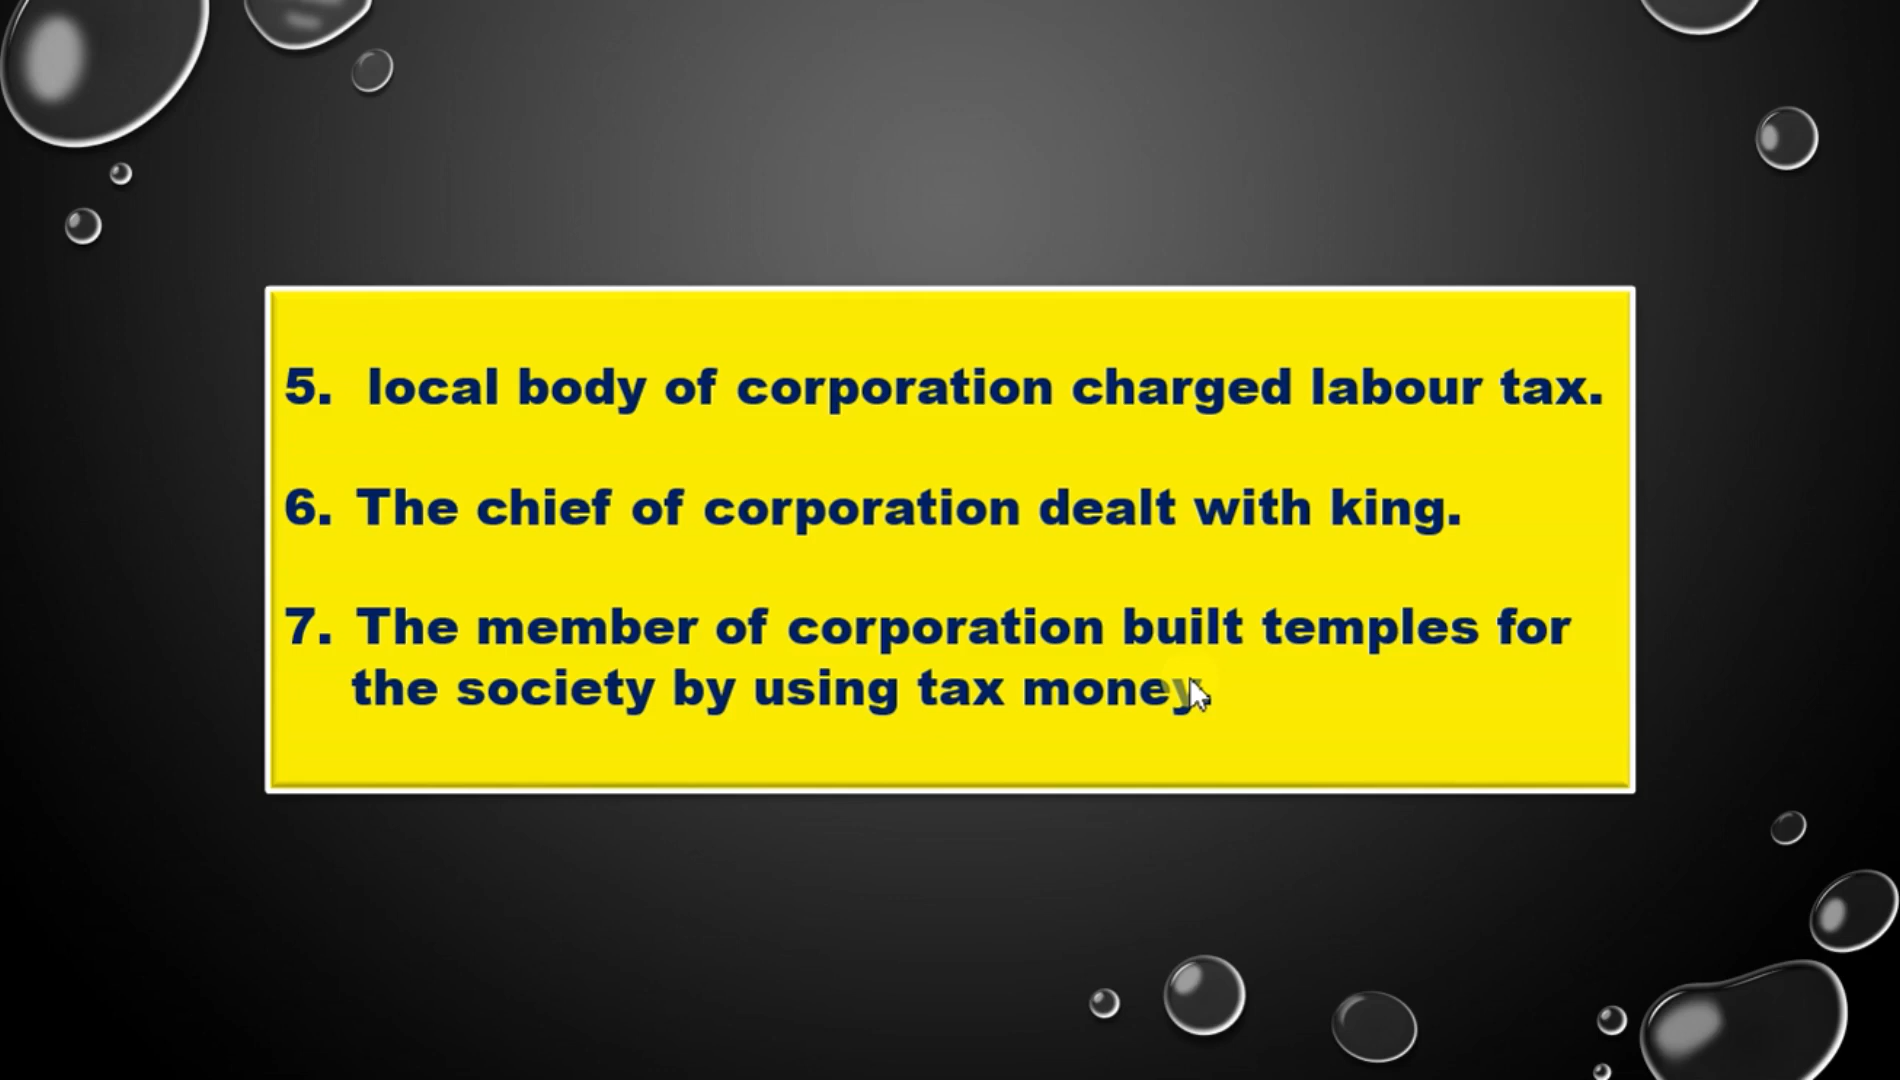 5. local body of corporation charged labour tax.
6. The chief of corporation dealt with king.
7. The member of corporation built temples for
the society by using tax money.